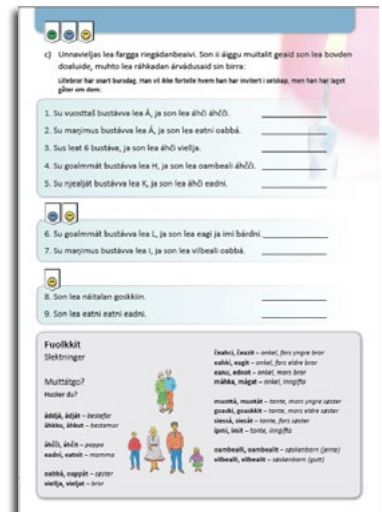 c) Unnavieljas lea fargga riegádanbeaivi. Son ii áiggu muitalit geaid son lea bovden
doaluide, muhto lea ráhkadan árvádusaid sin birra:
Lillebror har snart bursdag. Han vil ikke fortelle hvem han har invitert i selskap, men han har laget
gåter om dem:
1. Su vuosttaš bustávva lea Á, ja son lea áhči áhčči.
2. Su maŋimus bustávva lea Á, ja son lea eatni oabbá.
3. Sus leat 6 bustáva, ja son lea áhči viellja.
4. Su goalmmát bustávva lea H, ja son lea oambeali áhčči.
5. Su njealját bustávva lea K, ja son lea áhči eadni.
6. Su goalmmát bustávva lea L, ja son lea eagi ja imi bárdni.
7. Su maŋimus bustávva lea I, ja son lea vilbeali oabbá.
8. Son lea náitalan goskkiin.
9. Son lea eatni eatni eadni.
Fuolkkit
Slektninger
Muittátgo?
Husker du?
áddjá, ádját – bestefar
áhkku, áhkut – bestemor
áhčči, áhčit – pappa
eadni, eatnit – mamma
oabbá, oappát – søster
viellja, vieljat – bror
čeahci, čeazit – onkel, fars yngre bror
eahki, eagit – onkel, fars eldre bror
eanu, ednot – onkel, mors bror
máhka, mágat – onkel, inngifta
muoŧŧá, muoŧát – tante, mors yngre søster
goaski, goaskkit – tante, mors eldre søster
siessá, siesát – tante, fars søster
ipmi, imit – tante, inngifta
oambealli, oambealit – søskenbarn (jente)
vilbealli, vilbealit – søskenbarn (gutt)